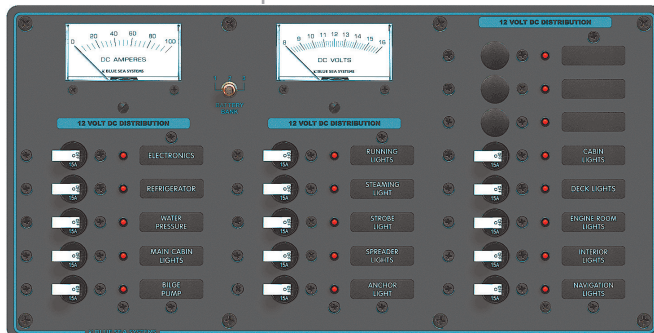 0 20 40 60 80 100
DC AMPERES
BLUE SEA SYSTEMS
8 9 10 11 12 13 14 15 16
DC VOLTS
BLUE SEA SYSTEMS
12 VOLT DC DISTRIBUTION
12 VOLT DC DISTRIBUTION
ELECTRONICS
15A
REFRIGERATOR
15A
WATER
PRESSURE
15A
MAIN CABIN
LIGHTS
15A
BILGE
PUMP
15A
12 VOLT DC DISTRIBUTION
RUNNING
LIGHTS
15A
STEAMING
LIGHT
15A
STROBE
LIGHT
15A
SPREADER
LIGHTS
15A
ANCHOR
LIGHT
15A
CABIN
LIGHTS
15A
DECK LIGHTS
15A
ENGINE ROOM
LIGHTS
15A
INTERIOR
LIGHTS
15A
NAVIGATION
LIGHTS
15A